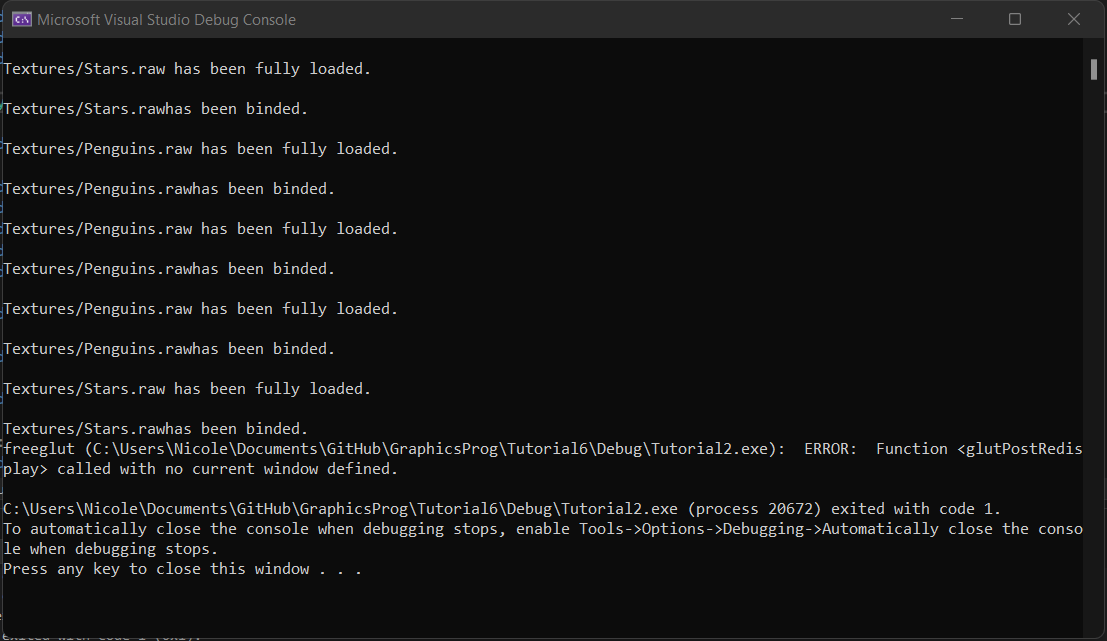 Microsoft Visual Studio Debug Console
Textures/Stars.raw has been fully loaded.
Textures/Stars.rawhas been binded.
Textures/Penguins.raw has been fully loaded.
Textures/Penguins.rawhas been binded.
Textures/Penguins.raw has been fully loaded.
Textures/Penguins.rawhas been binded.
Textures/Penguins.raw has been fully loaded.
Textures/Penguins.rawhas been binded.
Textures/Stars.raw has been fully loaded.
Textures/Stars.rawhas been binded.
freeglut (C:\Users\Nicole\Documents\GitHub\GraphicsProg\Tutorial6\Debug\Tutorial2.exe):  ERROR:  Function <glutPostRedis
play> called with no current window defined.
C:\Users\Nicole\Documents\GitHub\GraphicsProg\Tutorial6\Debug\Tutorial2.exe (process 20672) exited with code 1.
To automatically close the console when debugging stops, enable Tools->Options->Debugging->Automatically close the conso
le when debugging stops.
Press any key to close this window . . .